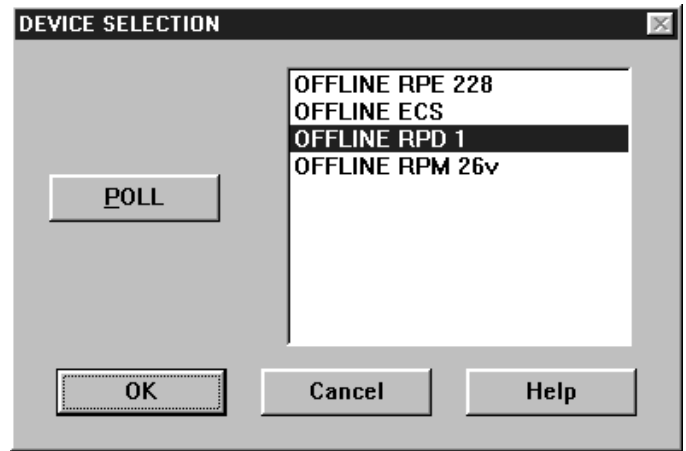 DEVICE SELECTION
OFFLINE RPE 228
OFFLINE ECS
OFFLINE RPD 1
OFFLINE RPM 26v
POLL
OK
Cancel
Help